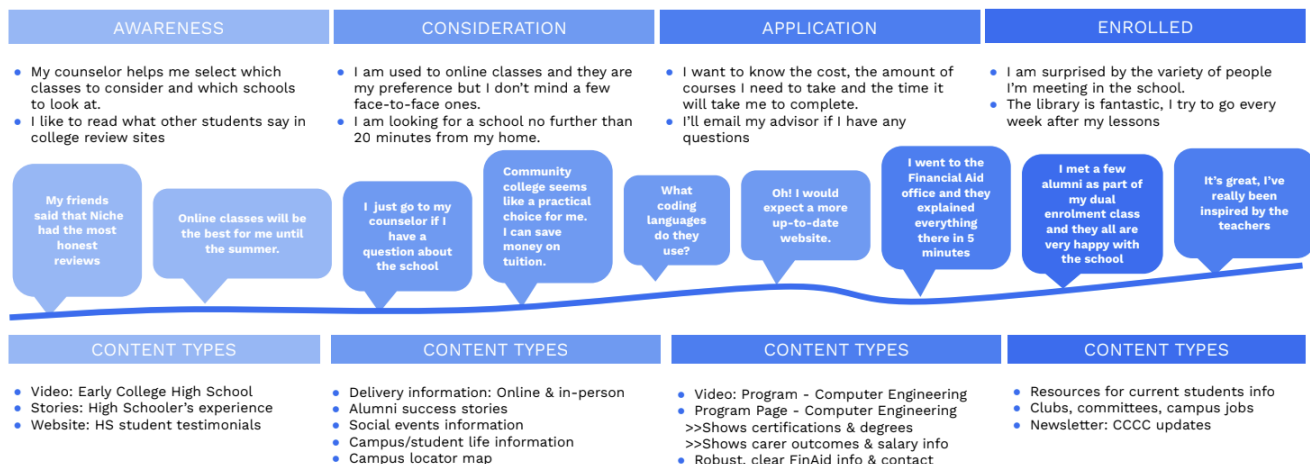 AWARENESS
CONSIDERATION
APPLICATION
ENROLLED
• My counselor helps me select which
classes to consider and which schools
to look at.
• I like to read what other students say in
college review sites
• I am used to online classes and they are
my preference but I don't mind a few
face-to-face ones.
• I am looking for a school no further than
20 minutes from my home.
• I want to know the cost, the amount of
courses I need to take and the time it
will take me to complete.
• I'll email my advisor if I have any
questions
• I am surprised by the variety of people
I'm meeting in the school.
• The library is fantastic, I try to go every
week after my lessons
My friends
said that Niche
had the most
honest
reviews
Online classes will be
the best for me until
the summer.
I just go to my
counselor if I
have a
question about
the school
Community
college seems
like a practical
choice for me.
I can save
money on
tuition.
What
coding
languages
do they
use?
Oh! I would
expect a more
up-to-date
website.
I went to the
Financial Aid
office and they
explained
everything
there in 5
minutes
I met a few
alumni as part of
my dual
enrolment class
and they all are
very happy with
the school
It's great, I've
really been
inspired by the
teachers
CONTENT TYPES
CONTENT TYPES
CONTENT TYPES
CONTENT TYPES
• Video: Early College High School
• Stories: High Schooler's experience
• Website: HS student testimonials
• Delivery information: Online & in-person
• Alumni success stories
• Social events information
• Campus/student life information
• Campus locator map
• Video: Program - Computer Engineering
• Program Page - Computer Engineering
>>Shows certifications & degrees
>>Shows carer outcomes & salary info
• Robust, clear FinAid info & contact
• Resources for current students info
• Clubs, committees, campus jobs
• Newsletter: CCCC updates